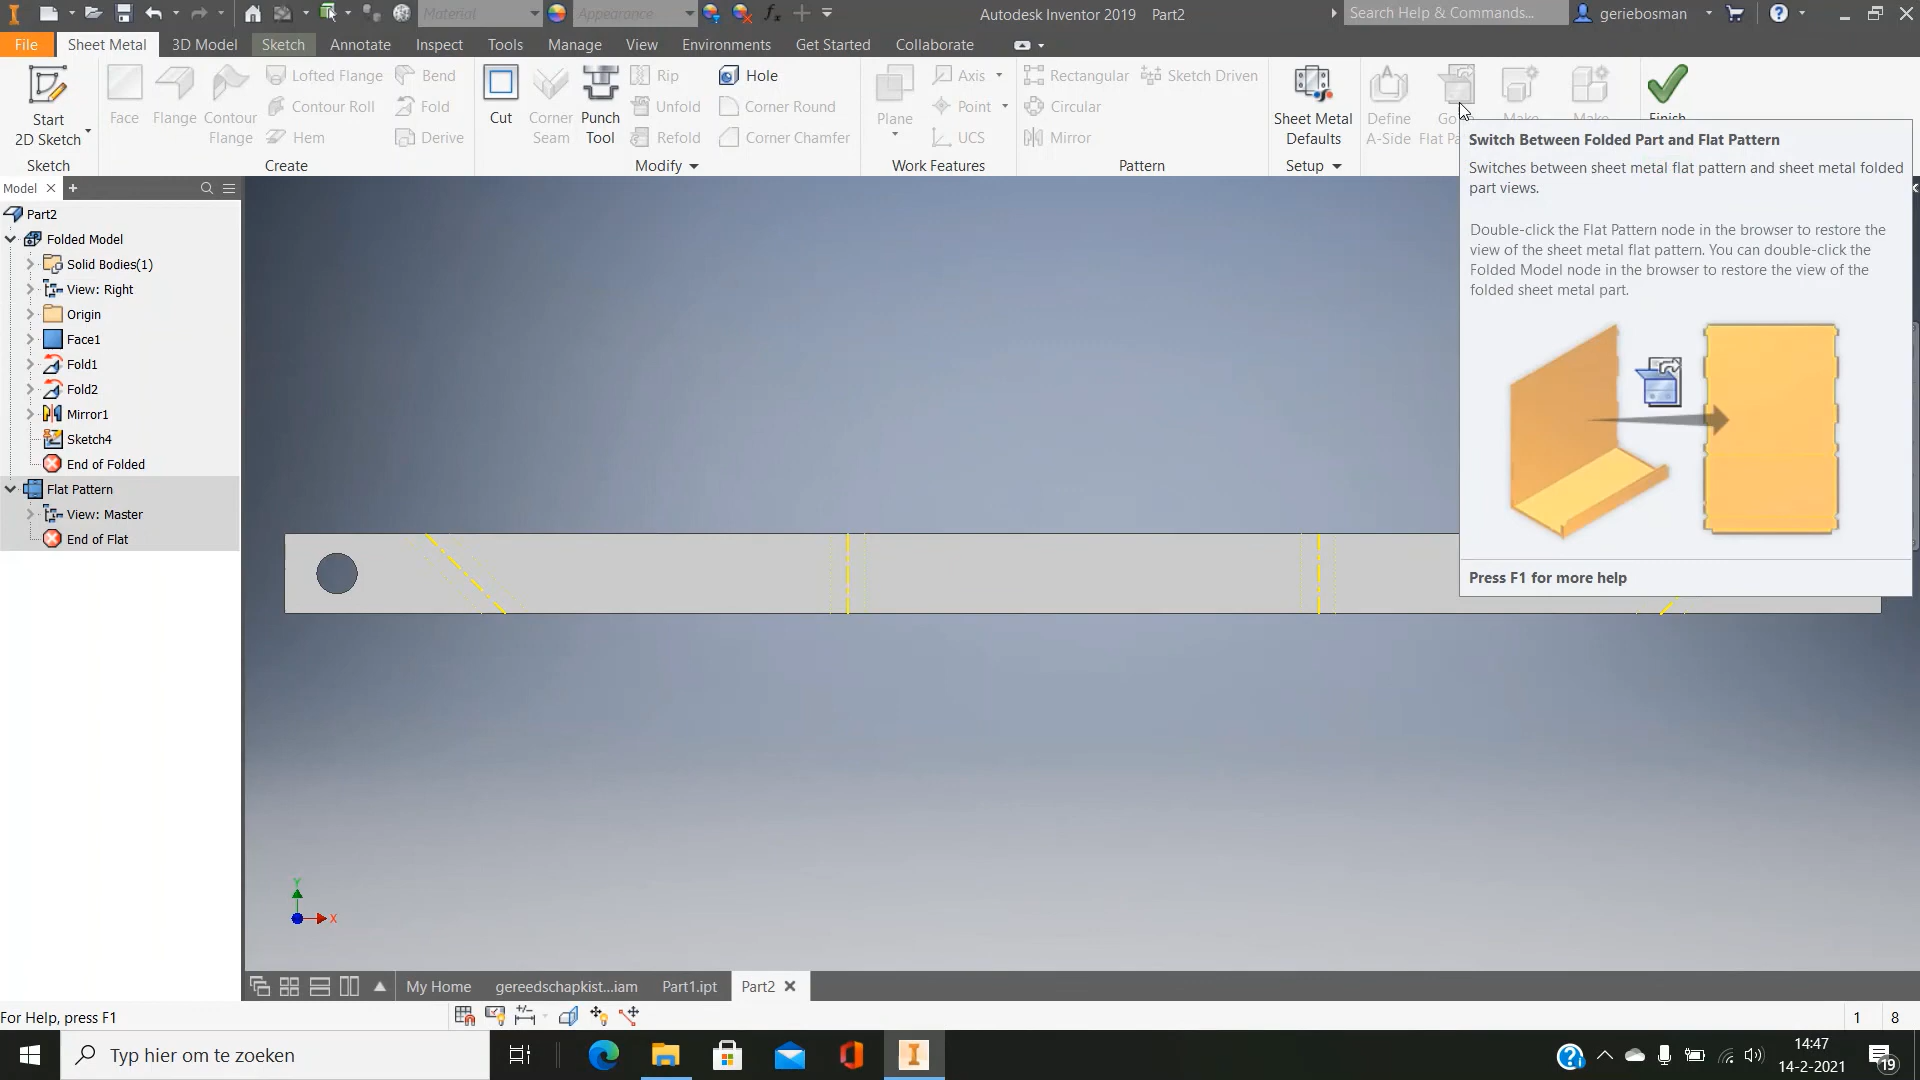 Material
Appearance
Autodesk Inventor 2019 Part2
Search Help & Commands...
geriebosman
File
Sheet Metal
3D Model
Sketch
Annotate
Inspect
Tools
Manage
View
Environments
Get Started
Collaborate
Start
2D Sketch
Sketch
Face
Flange
Contour
Flange
Lofted Flange
Contour Roll
Hem
Bend
Fold
Derive
Create
Cut
Corner
Seam
Punch
Tool
Rip
Unfold
Refold
Hole
Corner Round
Corner Chamfer
Modify
Plane
Axis
Point
UCS
Work Features
Rectangular
Sketch Driven
Circular
Mirror
Pattern
Sheet Metal
Defaults
Setup
Define
A-Side
Switch Between Folded Part and Flat Pattern
Switches between sheet metal flat pattern and sheet metal folded
part views.
Double-click the Flat Pattern node in the browser to restore the
view of the sheet metal flat pattern. You can double-click the
Folded Model node in the browser to restore the view of the
folded sheet metal part.
Press F1 for more help
Model
Part2
Folded Model
Solid Bodies(1)
View: Right
Origin
Face1
Fold1
Fold2
Mirror1
Sketch4
End of Folded
Flat Pattern
View: Master
End of Flat
Y
X
My Home
gereedschapkist...iam
Part1.ipt
Part2
For Help, press F1
1
8
Typ hier om te zoeken
14:47
14-2-2021
19